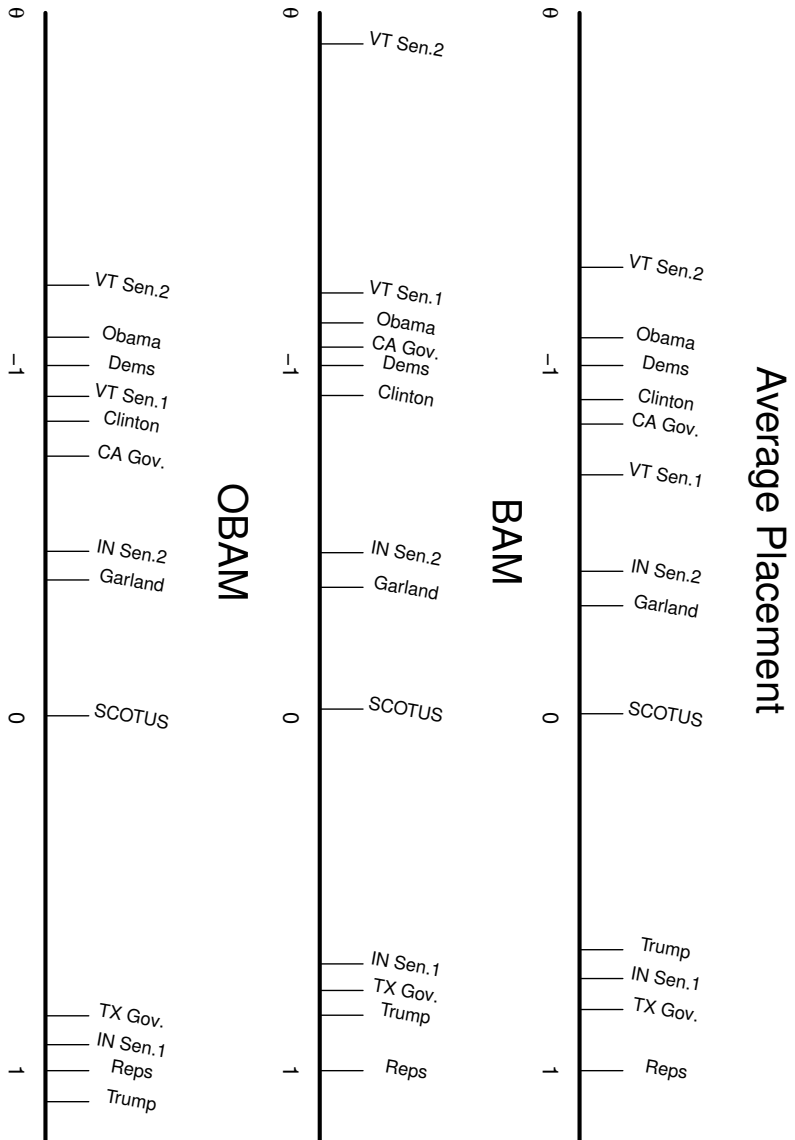 Average Placement
θ
VT Sen.2
Obama
−1
Dems
Clinton
CA Gov.
VT Sen.1
IN Sen.2
Garland
0
SCOTUS
Trump
IN Sen.1
TX Gov.
1
Reps
BAM
θ
VT Sen.2
VT Sen.1
Obama
CA Gov.
−1
Dems
Clinton
IN Sen.2
Garland
0
SCOTUS
IN Sen.1
TX Gov.
Trump
1
Reps
OBAM
θ
VT Sen.2
Obama
−1
Dems
VT Sen.1
Clinton
CA Gov.
IN Sen.2
Garland
0
SCOTUS
TX Gov.
IN Sen.1
1
Reps
Trump